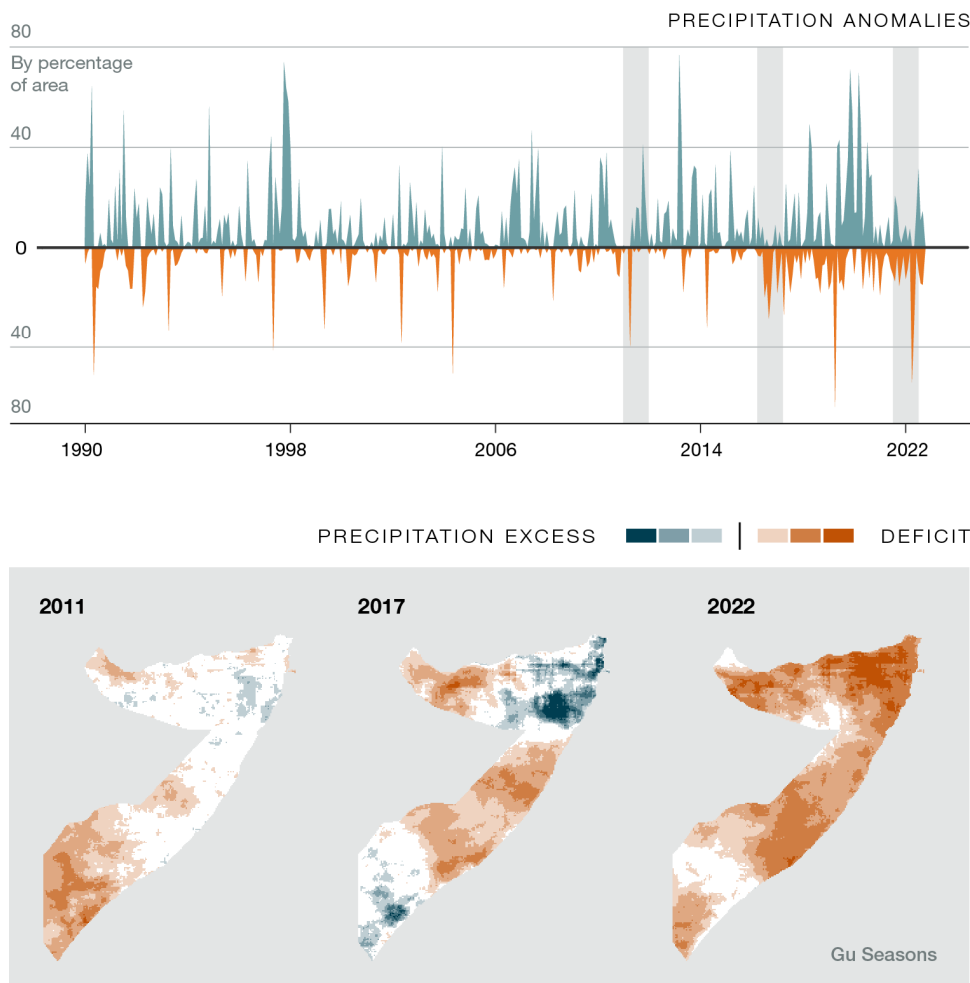 PRECIPITATION ANOMALIES
80
By percentage
of area
40
0
40
80
1990 1998 2006 2014 2022
PRECIPITATION EXCESS | DEFICIT
2011 2017 2022
Gu Seasons